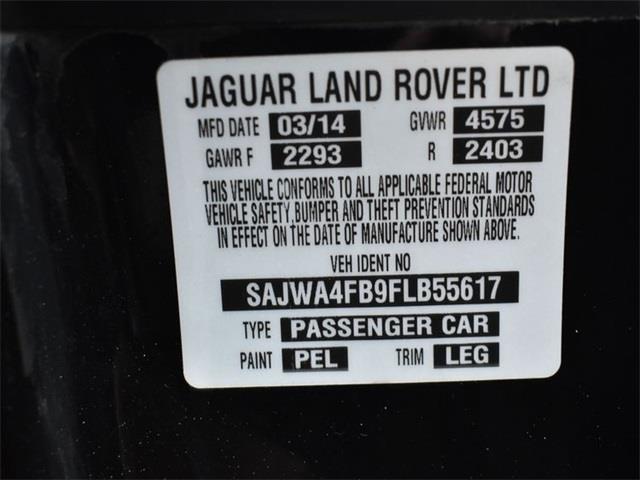 JAGUAR LAND ROVER LTD
MFD DATE 03/14 GVWR 4575
GAWR F 2293 R 2403
THIS VEHICLE CONFORMS TO ALL APPLICABLE FEDERAL MOTOR
VEHICLE SAFETY,BUMPER AND THEFT PREVENTION STANDARDS
IN EFFECT ON THE DATE OF MANUFACTURE SHOWN ABOVE.
VEH IDENT NO
SAJWA4FB9FLB55617
TYPE PASSENGER CAR
PAINT PEL TRIM LEG